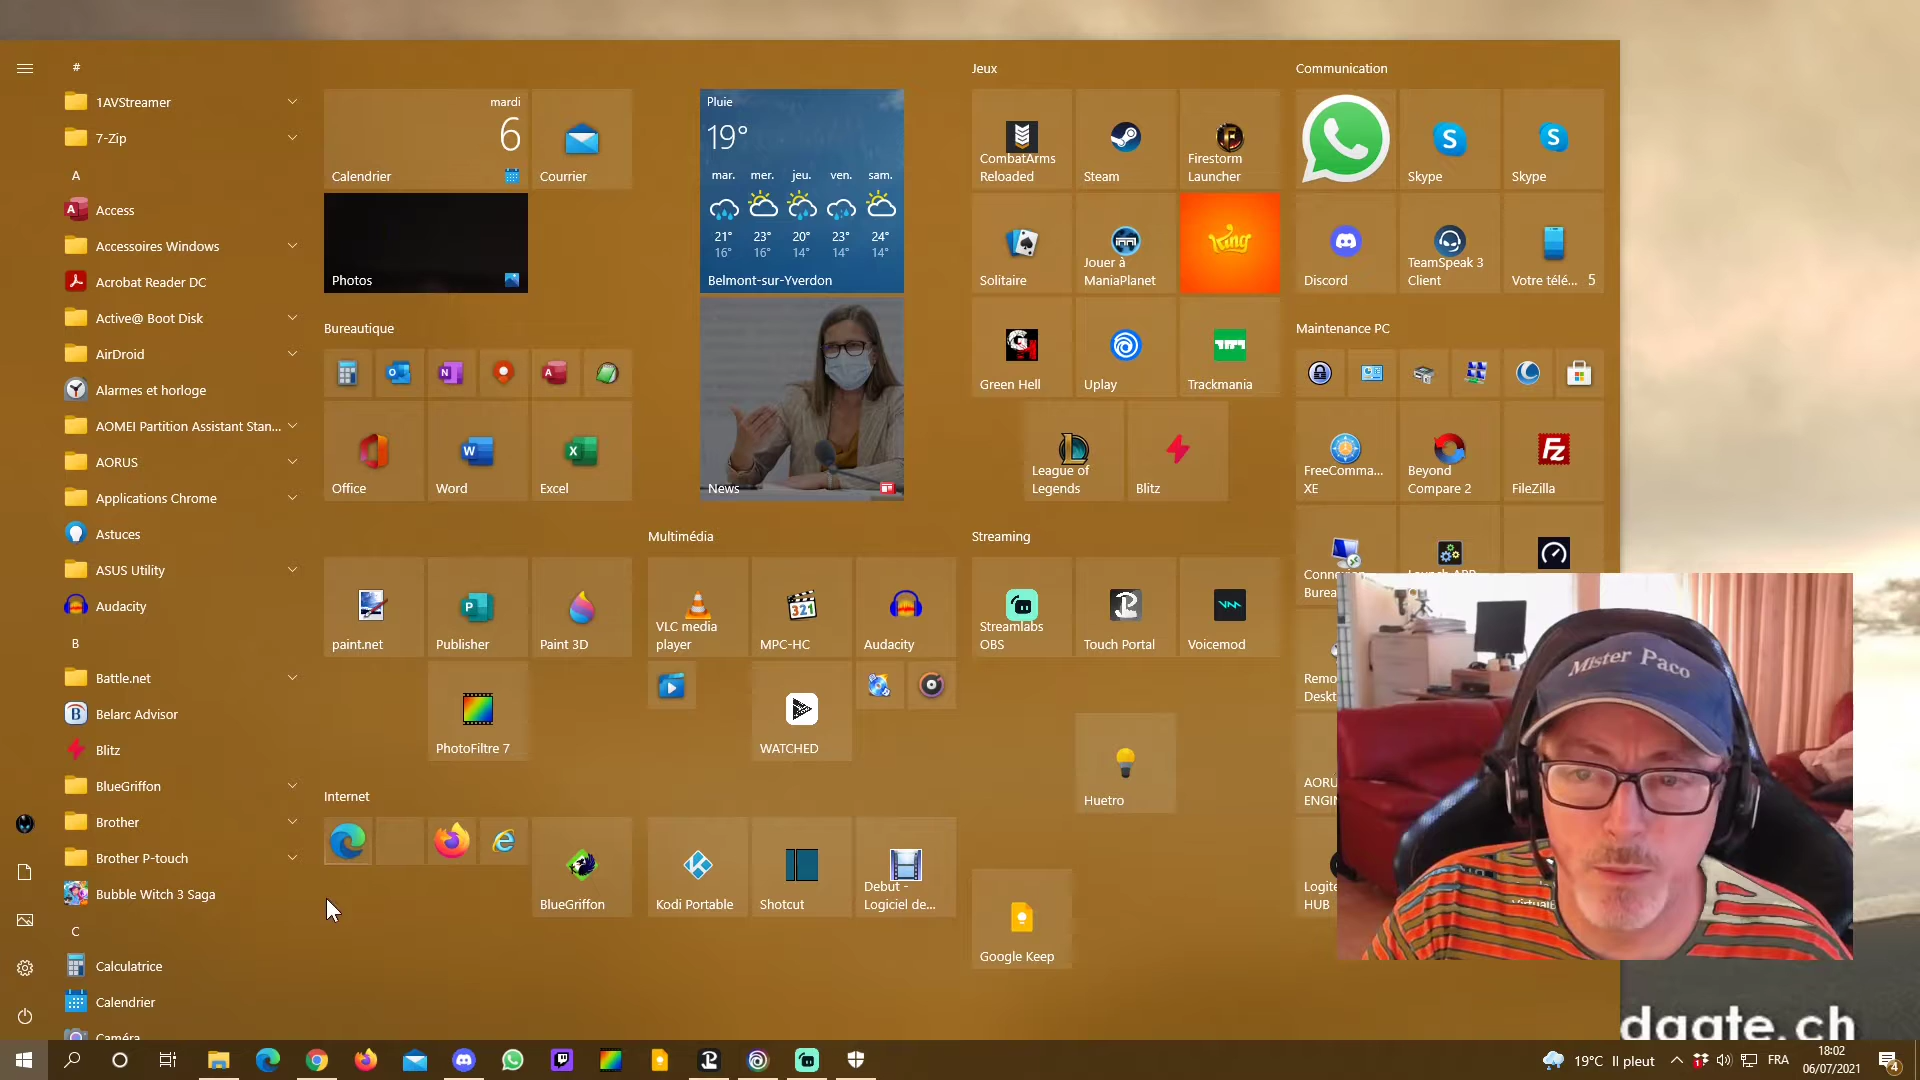 #
1AVStreamer
7-Zip
A
Access
Accessoires Windows
Acrobat Reader DC
Active@ Boot Disk
AirDroid
Alarmes et horloge
AOMEI Partition Assistant Stan...
AORUS
Applications Chrome
Astuces
ASUS Utility
Audacity
B
Battle.net
Belarc Advisor
Blitz
BlueGriffon
Brother
Brother P-touch
Bubble Witch 3 Saga
C
Calculatrice
Calendrier
Caméra
mardi
6
Calendrier
Courrier
Photos
Bureautique
Office
Word
Excel
paint.net
Publisher
Paint 3D
PhotoFiltre 7
Internet
BlueGriffon
Pluie
19°
mar. mer. jeu. ven. sam.
21° 23° 20° 23° 24°
16° 16° 14° 14° 14°
Belmont-sur-Yverdon
News
Multimédia
VLC media
player
MPC-HC
321
Audacity
WATCHED
Kodi Portable
Shotcut
Debut -
Logiciel de...
Jeux
CombatArms
Reloaded
Steam
Firestorm
Launcher
Solitaire
Jouer à
ManiaPlanet
King
Green Hell
Uplay
Trackmania
League of
Legends
Blitz
Streaming
Streamlabs
OBS
Touch Portal
Voicemod
Huetro
Google Keep
Communication
Skype
Skype
Discord
TeamSpeak 3
Client
Votre télé... 5
Maintenance PC
FreeComma...
XE
Beyond
Compare 2
FileZilla
Conne
Burea
Remo
Deskt
AORU
ENGIN
Logite
HUB
Mister Paco
dgate.ch
19°C Il pleut
FRA
18:02
06/07/2021
4